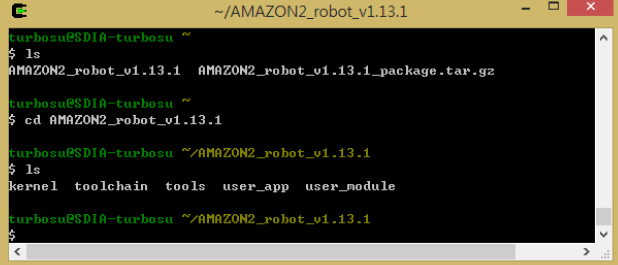 ~/AMAZON2_robot_v1.13.1
turbosu@SDIA-turbosu ~
$ ls
AMAZON2_robot_v1.13.1  AMAZON2_robot_v1.13.1_package.tar.gz
turbosu@SDIA-turbosu ~
$ cd AMAZON2_robot_v1.13.1
turbosu@SDIA-turbosu ~/AMAZON2_robot_v1.13.1
$ ls
kernel  toolchain  tools  user_app  user_module
turbosu@SDIA-turbosu ~/AMAZON2_robot_v1.13.1
$